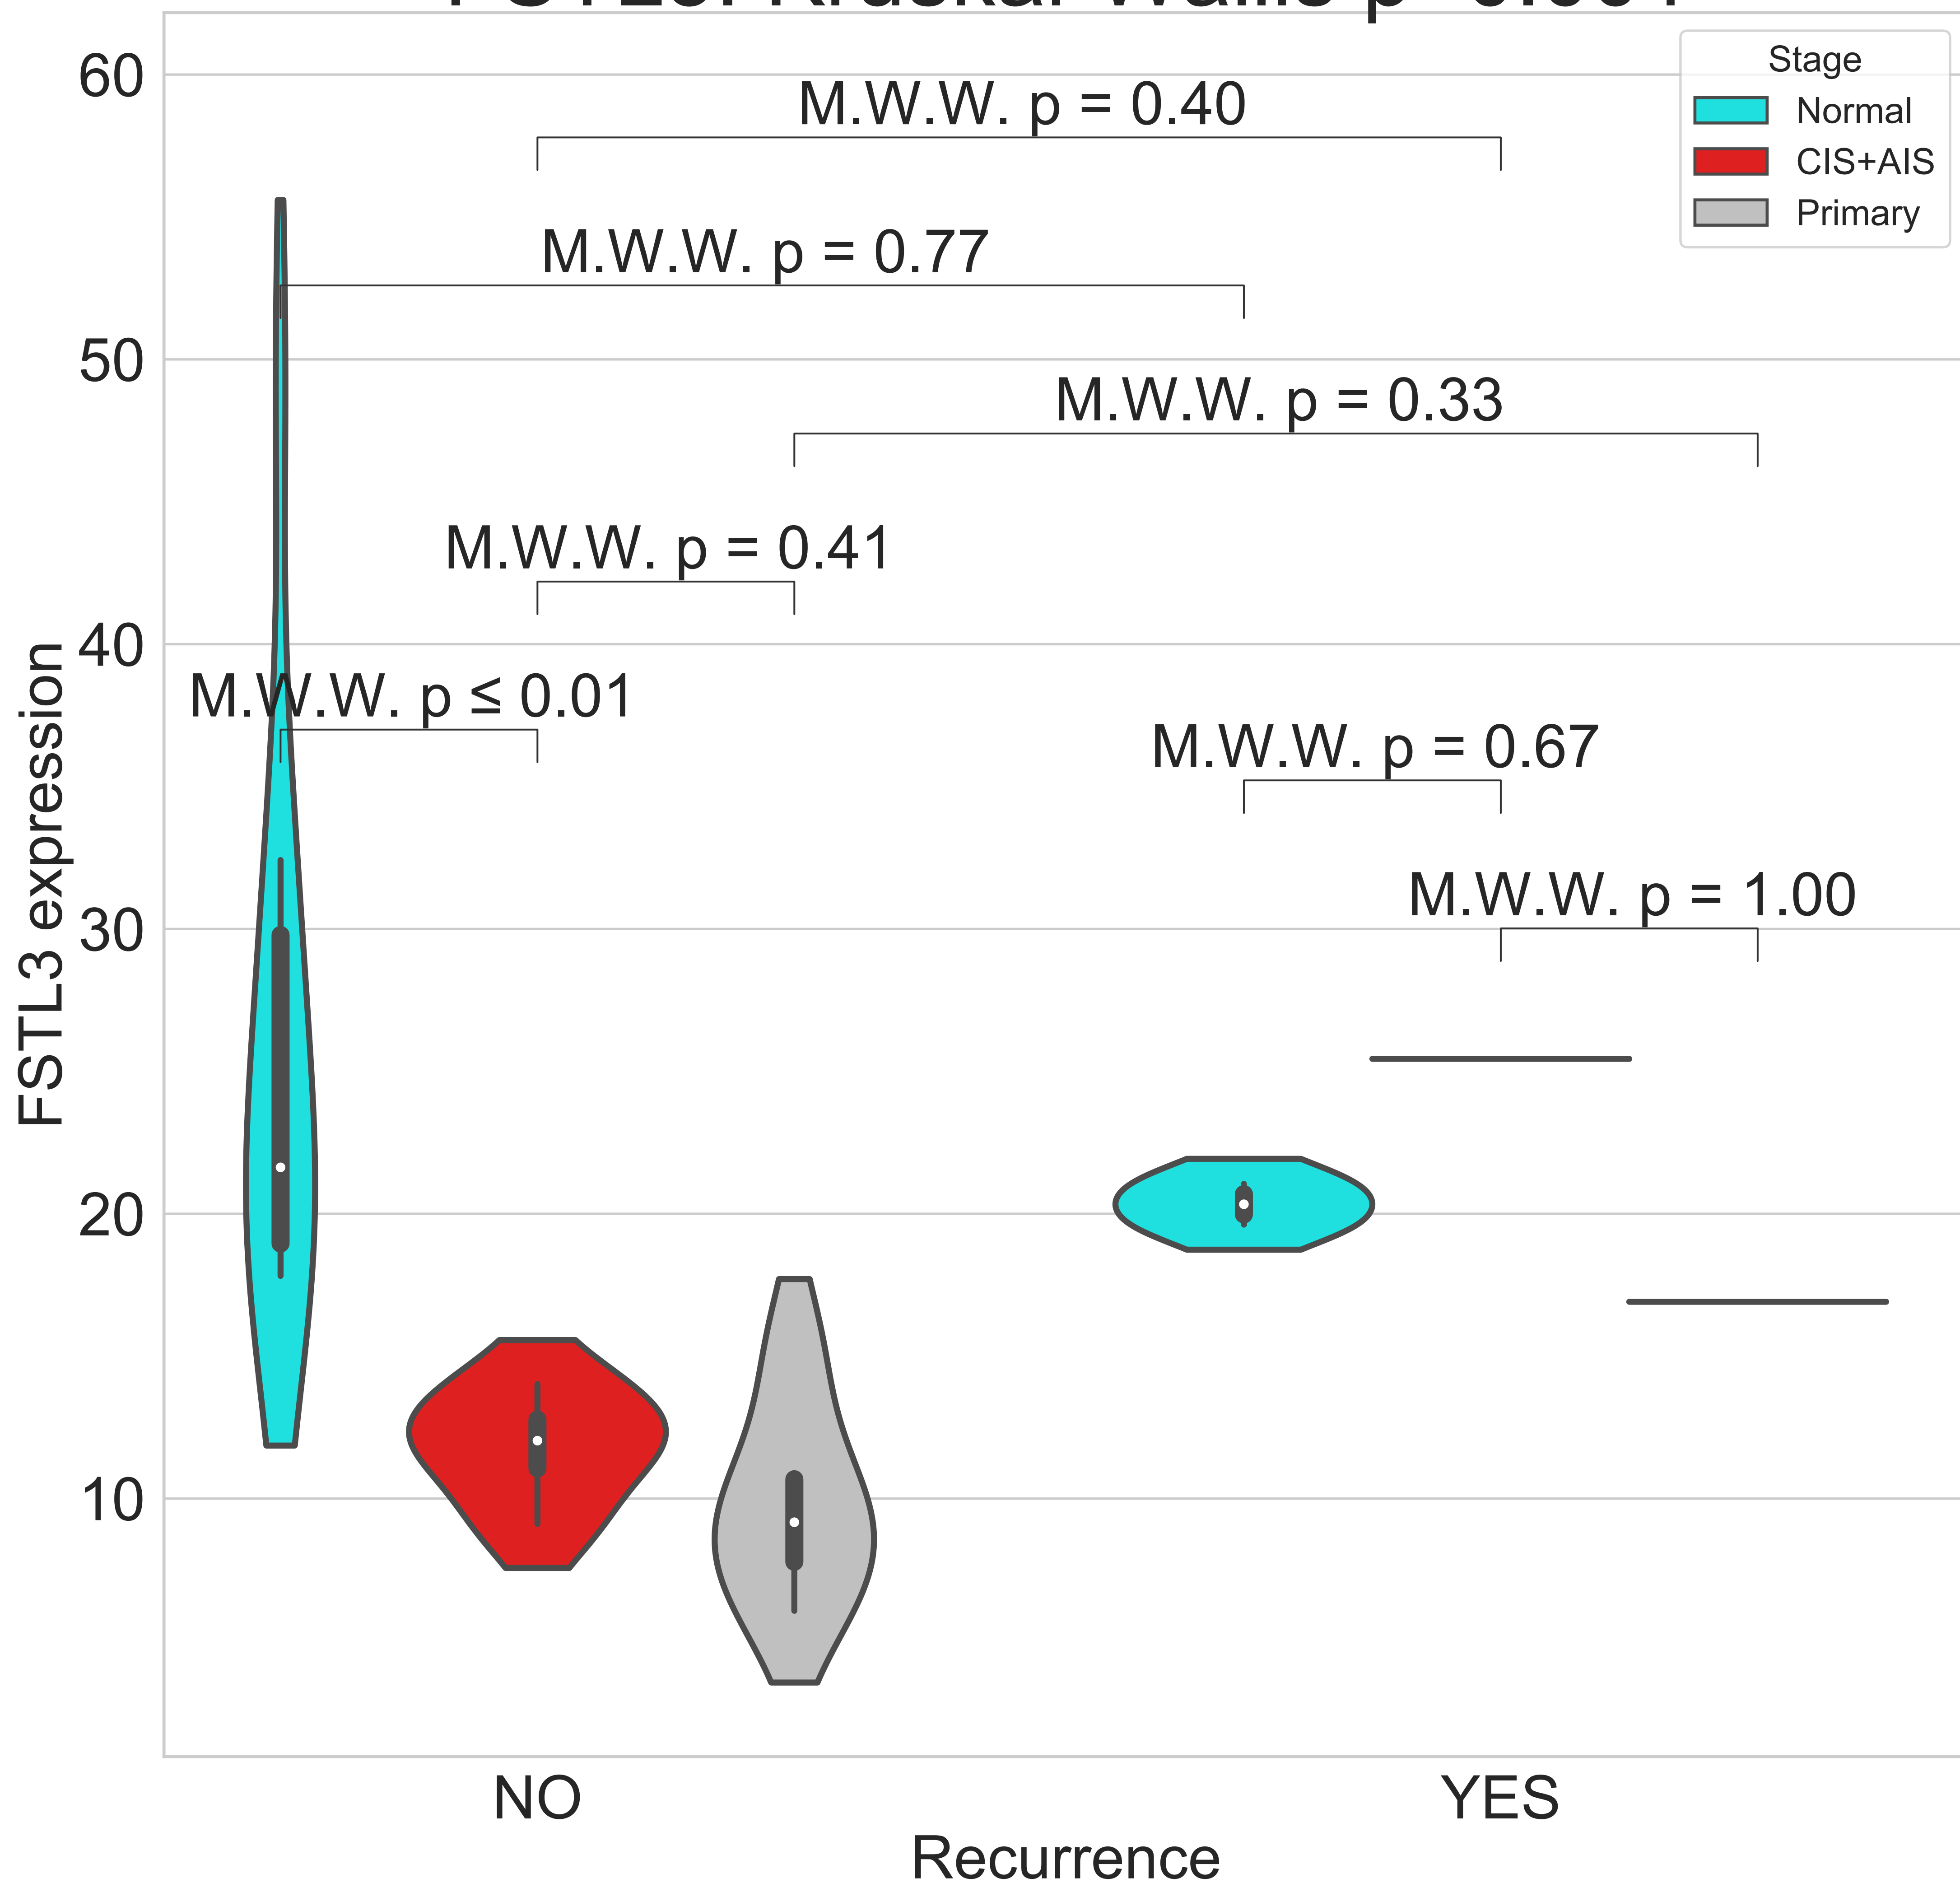 60
50
40
30
20
10
FSTL3 expression
M.W.W. p = 0.40
M.W.W. p = 0.77
M.W.W. p = 0.33
M.W.W. p = 0.41
M.W.W. p ≤ 0.01
M.W.W. p = 0.67
M.W.W. p = 1.00
Stage
Normal
CIS+AIS
Primary
NO
YES
Recurrence